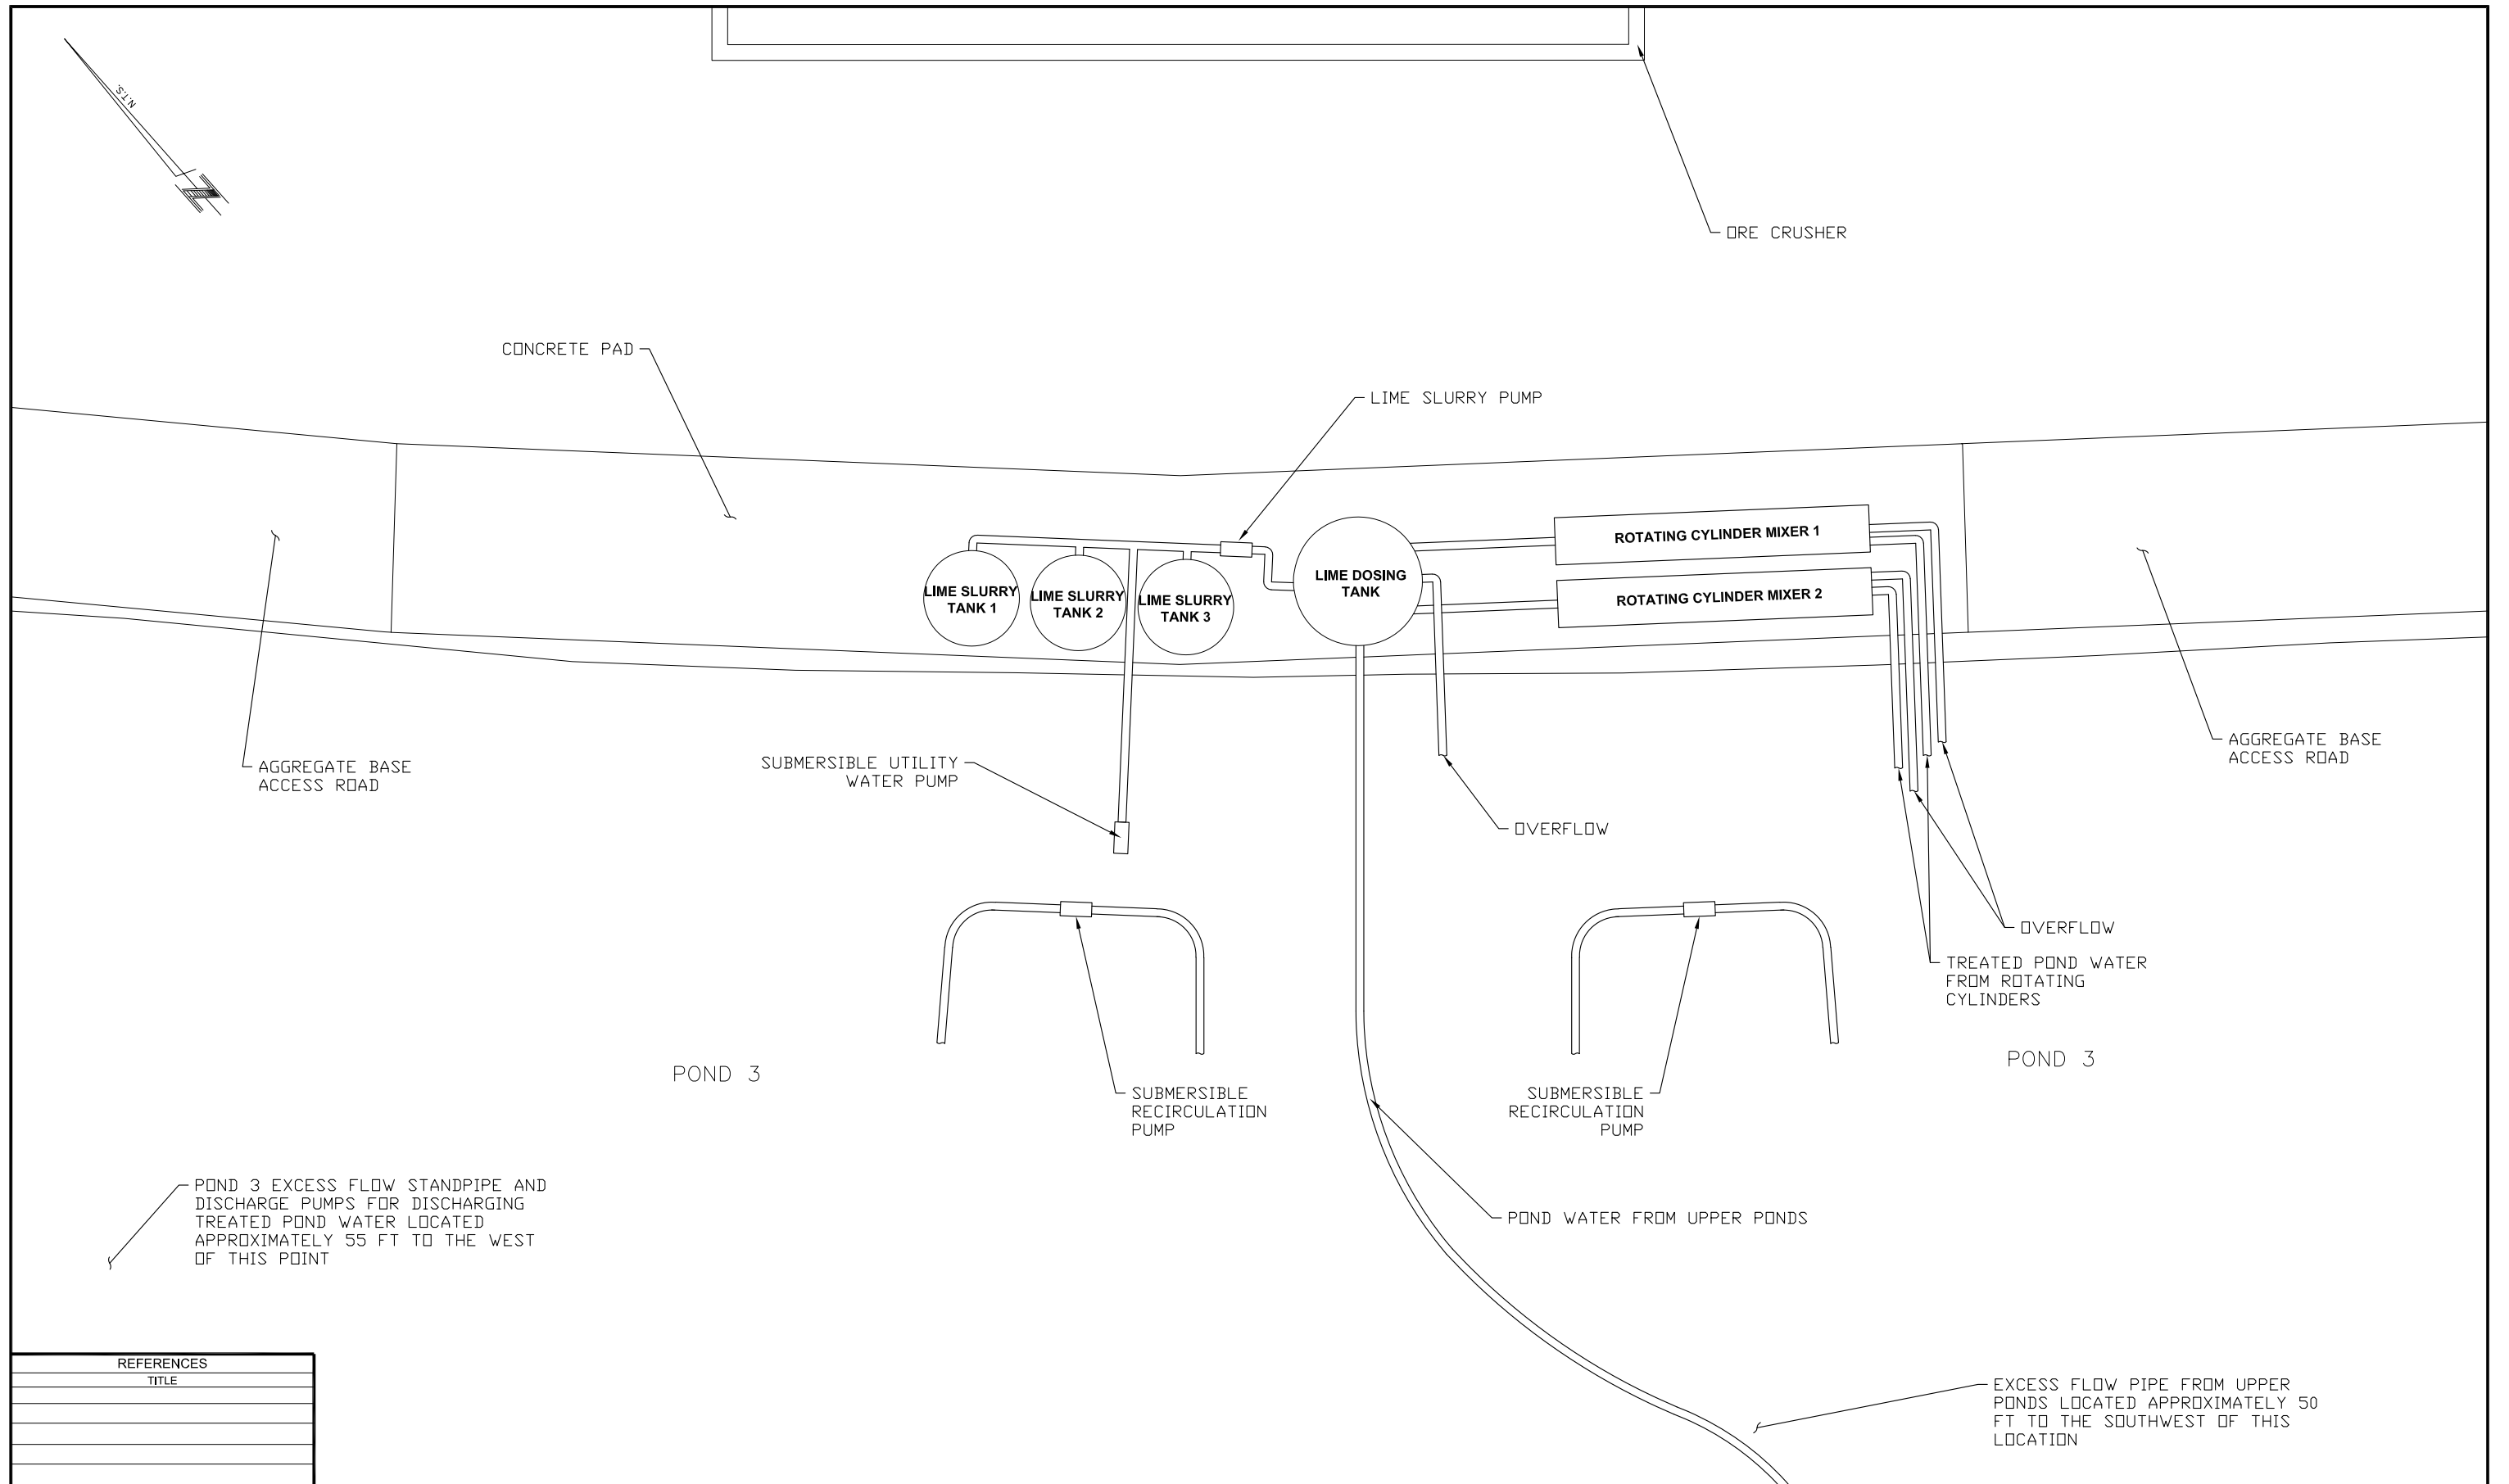 N.T.S.
N
ORE CRUSHER
CONCRETE PAD
LIME SLURRY PUMP
ROTATING CYLINDER MIXER 1
LIME DOSING
TANK
LIME SLURRY
TANK 1
LIME SLURRY
TANK 2
LIME SLURRY
TANK 3
ROTATING CYLINDER MIXER 2
AGGREGATE BASE
ACCESS ROAD
SUBMERSIBLE UTILITY
WATER PUMP
AGGREGATE BASE
ACCESS ROAD
OVERFLOW
OVERFLOW
TREATED POND WATER
FROM ROTATING
CYLINDERS
POND 3
POND 3
SUBMERSIBLE
RECIRCULATION
PUMP
SUBMERSIBLE
RECIRCULATION
PUMP
POND 3 EXCESS FLOW STANDPIPE AND
DISCHARGE PUMPS FOR DISCHARGING
TREATED POND WATER LOCATED
APPROXIMATELY 55 FT TO THE WEST
OF THIS POINT
POND WATER FROM UPPER PONDS
REFERENCES
TITLE
EXCESS FLOW PIPE FROM UPPER
PONDS LOCATED APPROXIMATELY 50
FT TO THE SOUTHWEST OF THIS
LOCATION